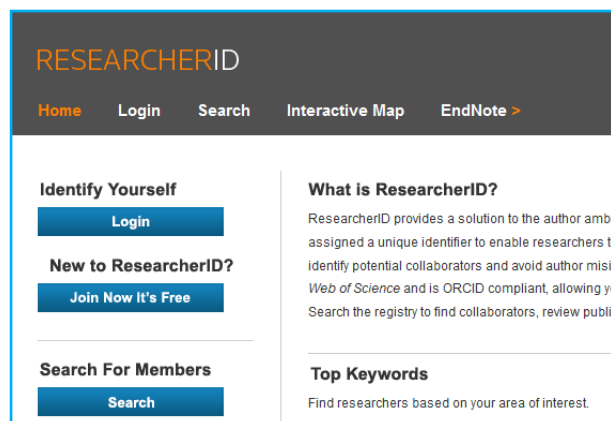 RESEARCHERID
Home Login Search Interactive Map EndNote >
Identify Yourself
Login
New to ResearcherID?
Join Now It's Free
Search For Members
Search
What is ResearcherID?
ResearcherID provides a solution to the author amb
assigned a unique identifier to enable researchers t
identify potential collaborators and avoid author misi
Web of Science and is ORCID compliant, allowing y
Search the registry to find collaborators, review publi
Top Keywords
Find researchers based on your area of interest.